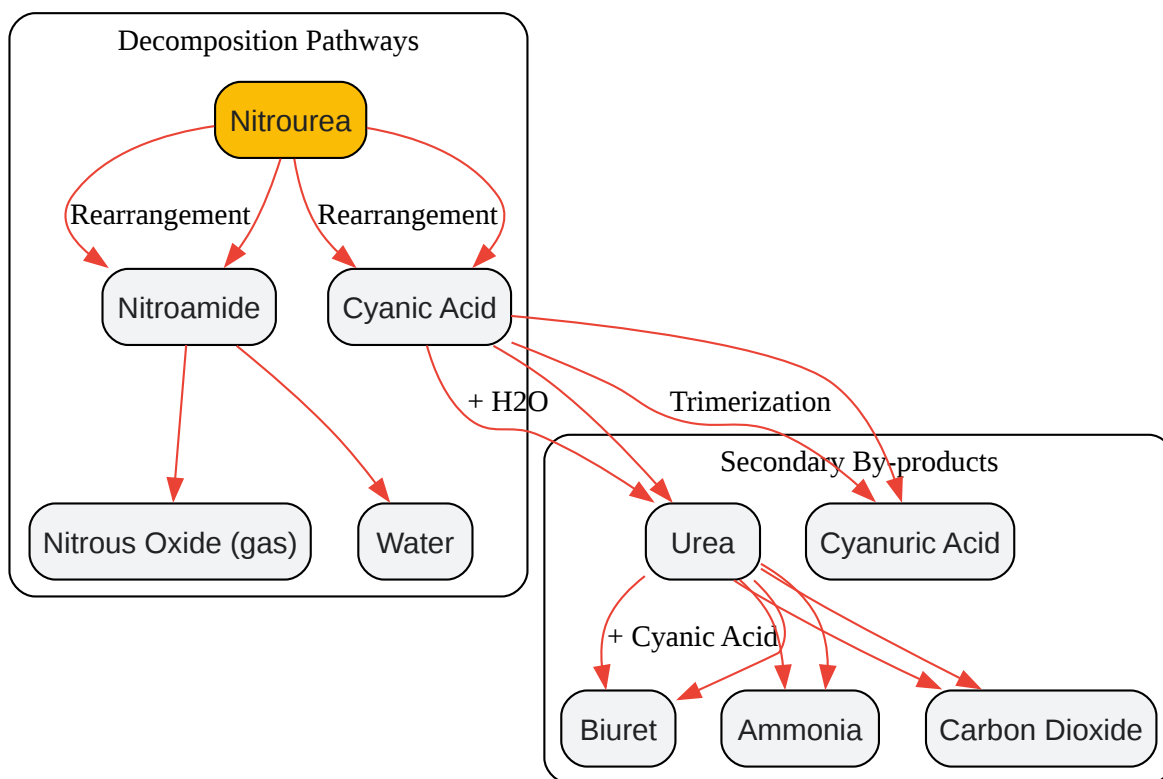 Decomposition Pathways
Nitrourea
Rearrangement
Rearrangement
Nitroamide
Cyanic Acid
+ H2O
Trimerization
Secondary By-products
Nitrous Oxide (gas)
Water
Urea
Cyanuric Acid
+ Cyanic Acid
Biuret
Ammonia
Carbon Dioxide